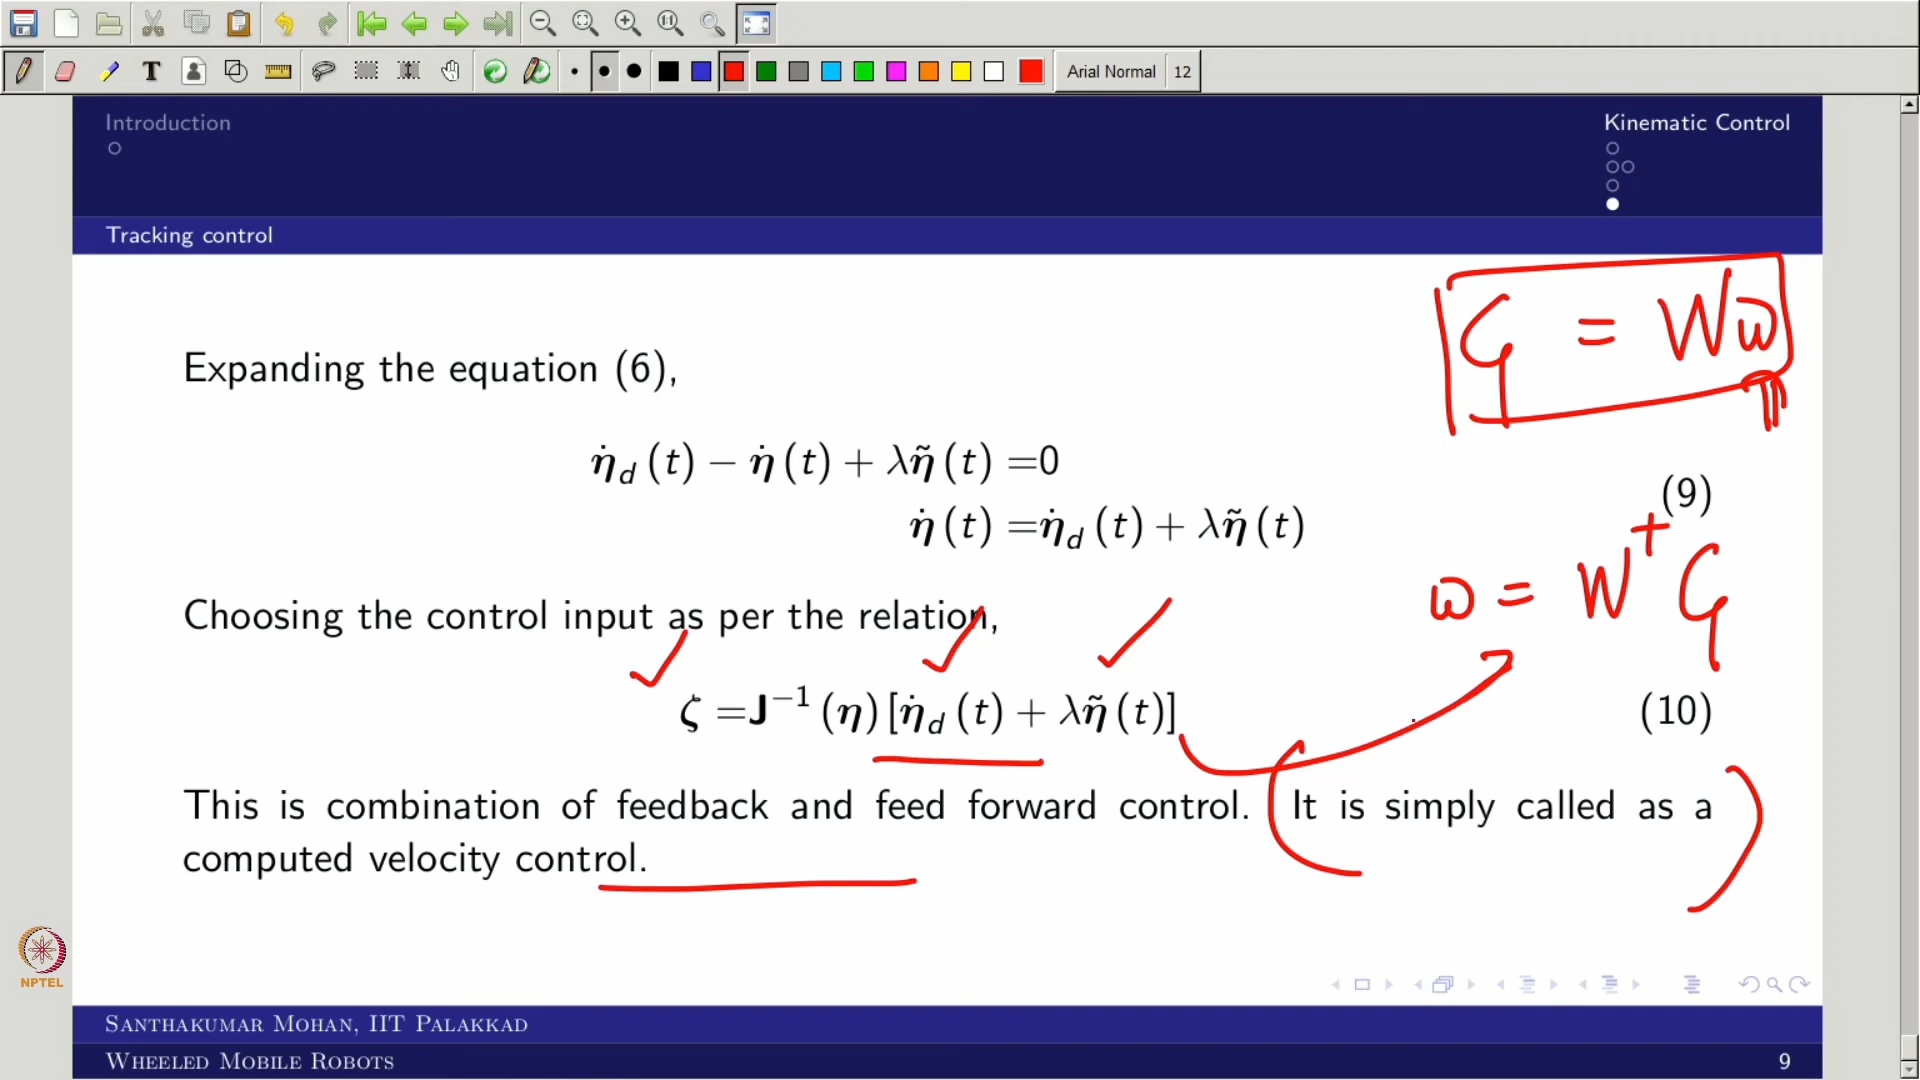 Arial Normal 12
Introduction
Kinematic Control
Tracking control
ζ = Wω
Expanding the equation (6),
η̇_d (t) − η̇ (t) + λη̃ (t) =0
(9)
η̇ (t) =η̇_d (t) + λη̃ (t)
ω = W⁺ ζ
Choosing the control input as per the relation,
ζ =J⁻¹ (η) [η̇_d (t) + λη̃ (t)]
(10)
This is combination of feedback and feed forward control. It is simply called as a
computed velocity control.
NPTEL
Santhakumar Mohan, IIT Palakkad
Wheeled Mobile Robots
9